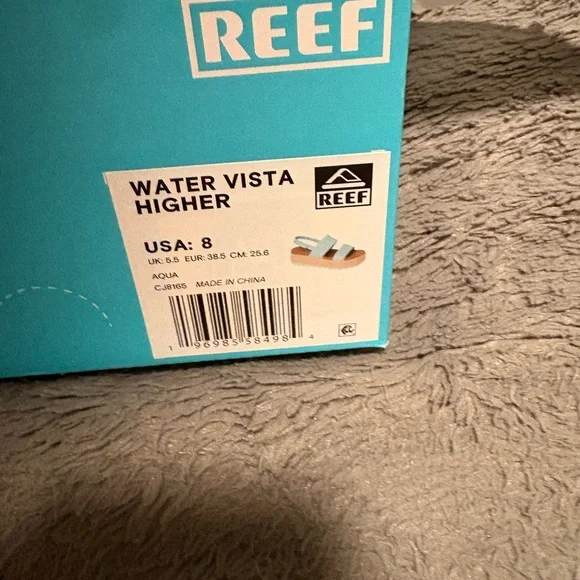 REEF
WATER VISTA
HIGHER
REEF
USA: 8
UK: 5.5 EUR: 38.5 CM: 25.6
AQUA
CJ8165 MADE IN CHINA
1 96985 58498 4